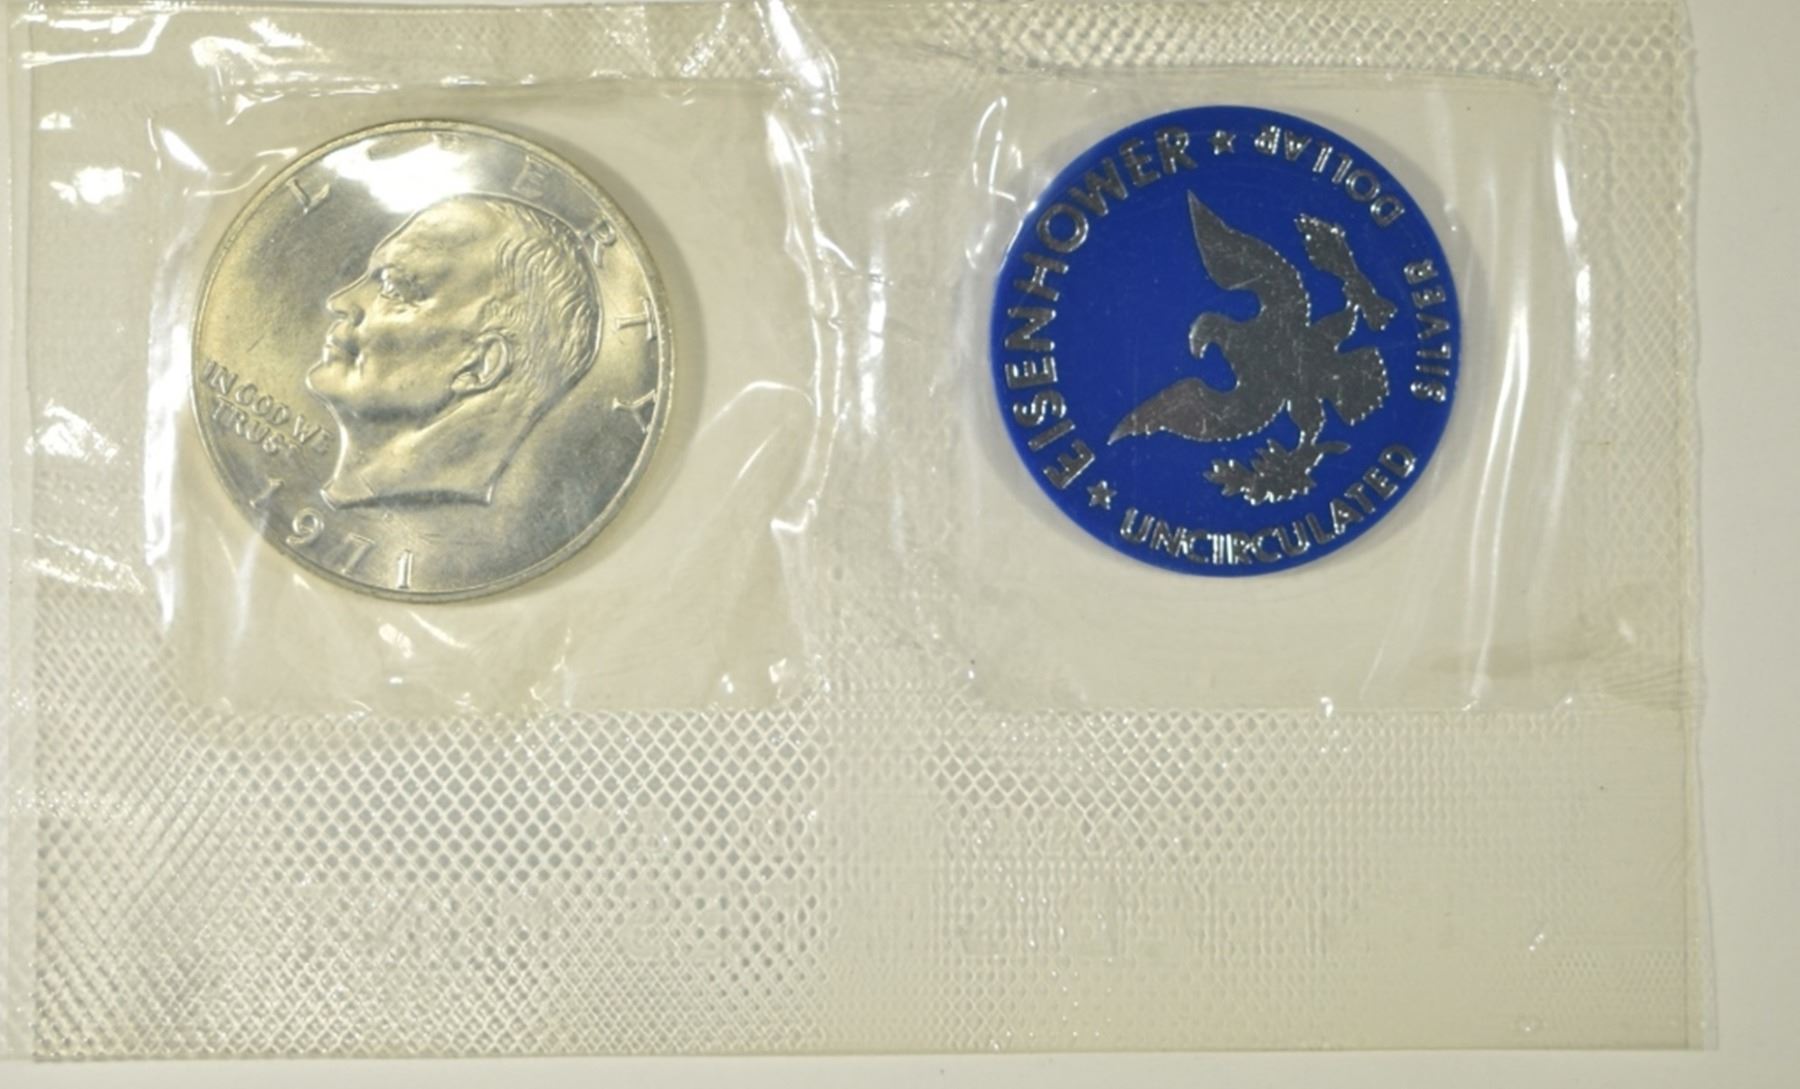 LIBERTY
IN GOD WE
TRUST
1971
EISENHOWER ★ SILVER DOLLAR
★ UNCIRCULATED